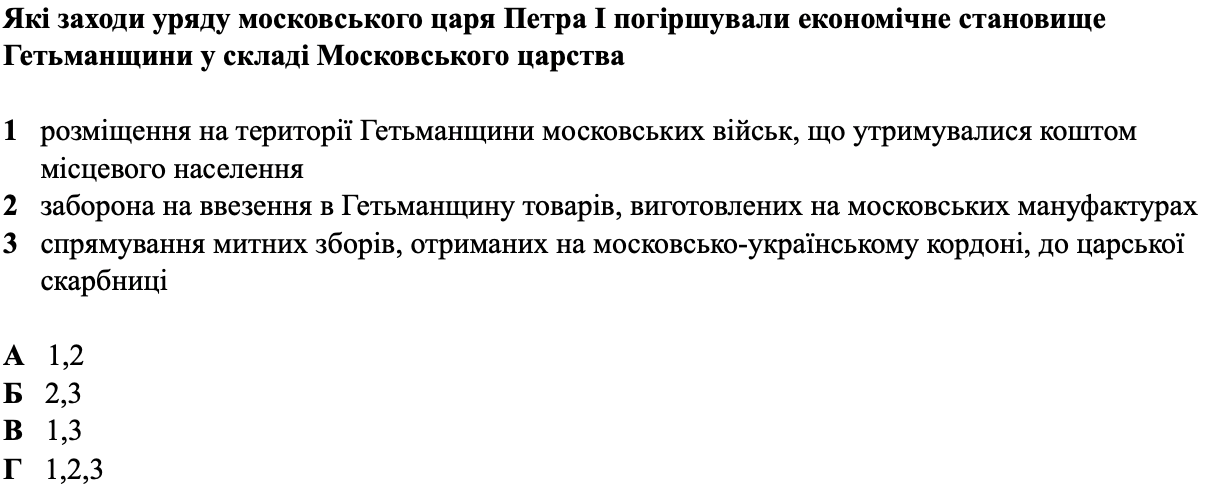 Які заходи уряду московського царя Петра І погіршували економічне становище
Гетьманщини у складі Московського царства
1 розміщення на території Гетьманщини московських військ, що утримувалися коштом
місцевого населення
2 заборона на ввезення в Гетьманщину товарів, виготовлених на московських мануфактурах
3 спрямування митних зборів, отриманих на московсько-українському кордоні, до царської
скарбниці
А 1,2
Б 2,3
В 1,3
Г 1,2,3